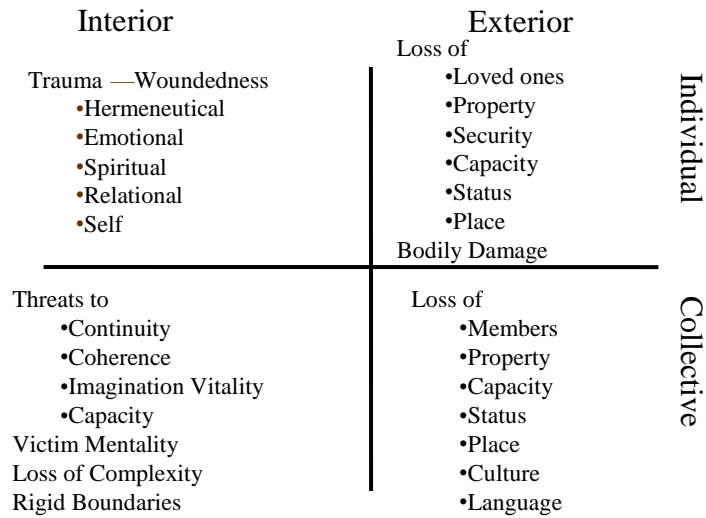 Interior
Exterior
Trauma —Woundedness
•Hermeneutical
•Emotional
•Spiritual
•Relational
•Self
Loss of
•Loved ones
•Property
•Security
•Capacity
•Status
•Place
Bodily Damage
Individual
Threats to
•Continuity
•Coherence
•Imagination Vitality
•Capacity
Victim Mentality
Loss of Complexity
Rigid Boundaries
Loss of
•Members
•Property
•Capacity
•Status
•Place
•Culture
•Language
Collective